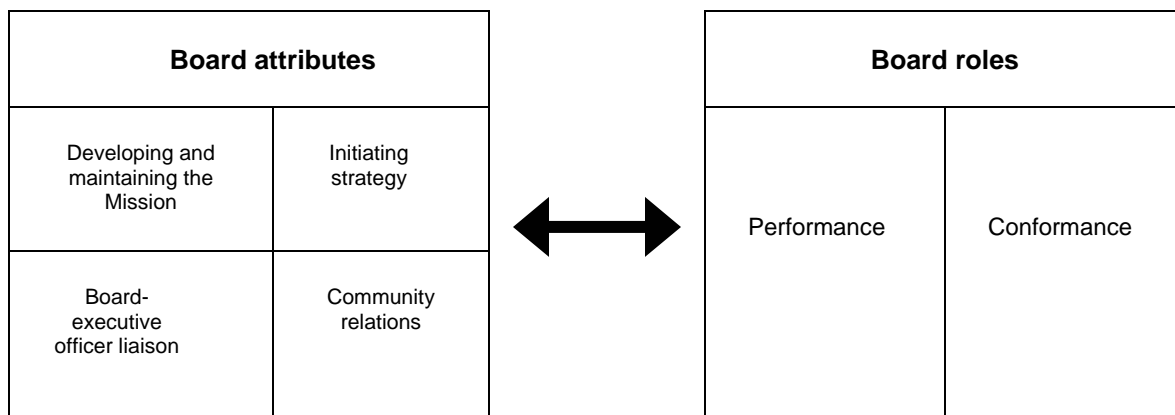 Board attributes
Developing and
maintaining the
Mission
Initiating
strategy
Board-
executive
officer liaison
Community
relations
Board roles
Performance
Conformance